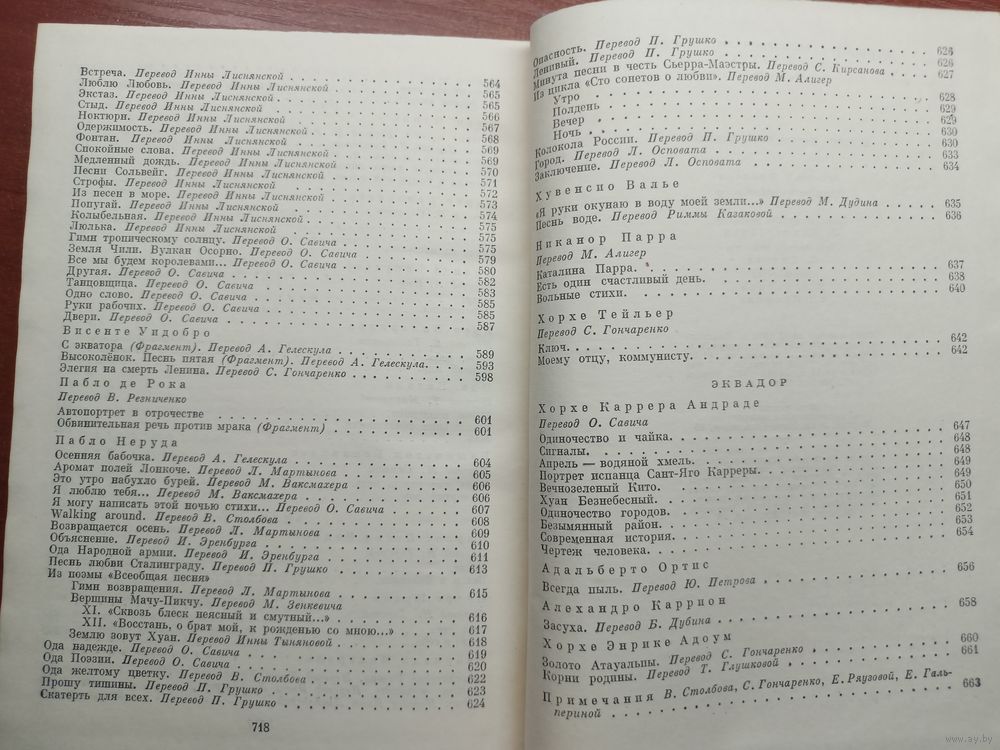 Встреча. Перевод Инны Лиснянской . . . 564
Люблю Любовь. Перевод Инны Лиснянской . . . 565
Экстаз. Перевод Инны Лиснянской . . . 565
Стыд. Перевод Инны Лиснянской . . . 566
Ноктюрн. Перевод Инны Лиснянской . . . 567
Одержимость. Перевод Инны Лиснянской . . . 568
Фонтан. Перевод Инны Лиснянской . . . 569
Спокойные слова. Перевод Инны Лиснянской . . . 569
Медленный дождь. Перевод Инны Лиснянской . . . 570
Песни Сольвейг. Перевод Инны Лиснянской . . . 571
Строфы. Перевод Инны Лиснянской . . . 572
Из песен в море. Перевод Инны Лиснянской . . . 573
Попугай. Перевод Инны Лиснянской . . . 574
Колыбельная. Перевод Инны Лиснянской . . . 575
Люлька. Перевод Инны Лиснянской . . . 575
Гимн тропическому солнцу. Перевод О. Савича . . . 575
Земля Чили. Вулкан Осорно. Перевод О. Савича . . . 579
Все мы будем королевами... Перевод О. Савича . . . 580
Другая. Перевод О. Савича . . . 582
Танцовщица. Перевод О. Савича . . . 583
Одно слово. Перевод О. Савича . . . 585
Руки рабочих. Перевод О. Савича . . . 585
Двери. Перевод О. Савича . . . 587
Висенте Уидобро
С экватора (Фрагмент). Перевод А. Гелескула . . . 589
Высоколёнок. Песнь пятая (Фрагмент). Перевод А. Гелескула. . . . 593
Элегия на смерть Ленина. Перевод С. Гончаренко . . . 598
Пабло де Рока
Перевод В. Резниченко
Автопортрет в отрочестве . . . 601
Обвинительная речь против мрака (Фрагмент) . . . 601
Пабло Неруда
Осенняя бабочка. Перевод А. Гелескула . . . 604
Аромат полей Лонкоче. Перевод Л. Мартынова . . . 605
Это утро набухло бурей. Перевод М. Ваксмахера . . . 606
Я люблю тебя... Перевод М. Ваксмахера . . . 606
Я могу написать этой ночью стихи... Перевод О. Савича . . . 607
Walking around. Перевод В. Столбова . . . 608
Возвращается осень. Перевод Л. Мартынова . . . 609
Объяснение. Перевод И. Эренбурга . . . 610
Ода Народной армии. Перевод И. Эренбурга . . . 611
Песнь любви Сталинграду. Перевод П. Грушко . . . 613
Из поэмы «Всеобщая песня»
Гимн возвращения. Перевод Л. Мартынова . . . 615
Вершины Мачу-Пикчу. Перевод М. Зенкевича
XI. «Сквозь блеск неясный и смутный...» . . . 616
XII. «Восстань, о брат мой, к рожденью со мною...» . . . 617
Землю зовут Хуан. Перевод Инны Тыняновой . . . 618
Ода надежде. Перевод О. Савича . . . 619
Ода Поэзии. Перевод О. Савича . . . 620
Ода желтому цветку. Перевод В. Столбова . . . 622
Прошу тишины. Перевод П. Грушко . . . 623
Скатерть для всех. Перевод П. Грушко . . . 624
718
Опасность. Перевод П. Грушко . . . 624
Ленивый. Перевод П. Грушко . . . 626
Минута песни в честь Сьерра-Маэстры. Перевод С. Кирсанова . . . 627
Из цикла «Сто сонетов о любви». Перевод М. Алигер
Утро . . . 628
Полдень . . . 629
Вечер . . . 629
Ночь . . . 630
Колокола России. Перевод П. Грушко . . . 630
Город. Перевод Л. Осповата . . . 633
Заключение. Перевод Л. Осповата . . . 634
Хувенсио Валье
«Я руки окунаю в воду моей земли...» Перевод М. Дудина . . . 635
Песнь воде. Перевод Риммы Казаковой . . . 636
Никанор Парра
Перевод М. Алигер
Каталина Парра. . . . 637
Есть один счастливый день. . . . 638
Вольные стихи. . . . 640
Хорхе Тейльер
Перевод С. Гончаренко
Ключ. . . . 642
Моему отцу, коммунисту. . . . 642
ЭКВАДОР
Хорхе Каррера Андраде
Перевод О. Савича
Одиночество и чайка. . . . 647
Сигналы. . . . 648
Апрель — водяной хмель. . . . 648
Портрет испанца Сант-Яго Карреры. . . . 649
Вечнозеленый Кито. . . . 649
Хуан Безнебесный. . . . 650
Одиночество городов. . . . 651
Безымянный район. . . . 652
Современная история. . . . 653
Чертеж человека. . . . 654
Адальберто Ортис
Всегда пыль. Перевод Ю. Петрова . . . 656
Алехандро Каррион
Засуха. Перевод Б. Дубина . . . 658
Хорхе Энрике Адоум
Золото Атауальпы. Перевод С. Гончаренко . . . 660
Корни родины. Перевод Т. Глушковой . . . 661
Примечания В. Столбова, С. Гончаренко, Е. Ряузовой, Е. Галь-
периной . . . 663
www.ay.by